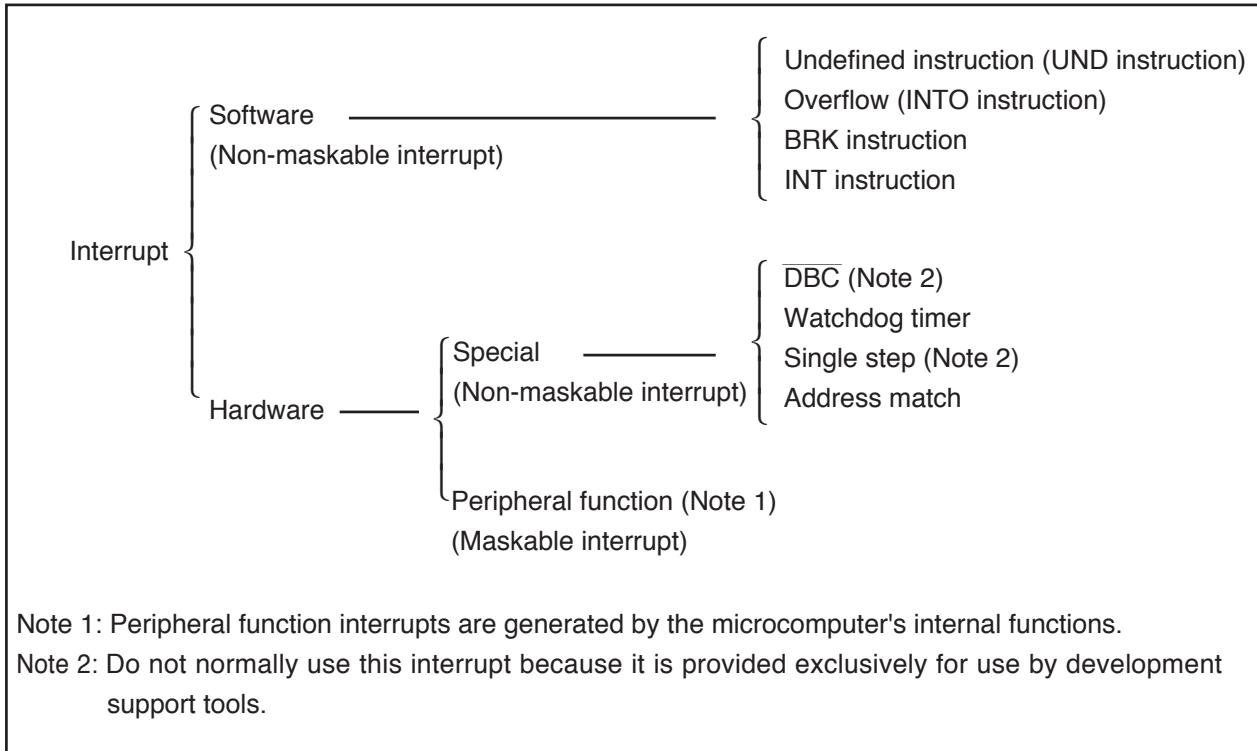 Undefined instruction (UND instruction)
Software
Overflow (INTO instruction)
(Non-maskable interrupt)
BRK instruction
INT instruction
Interrupt
DBC (Note 2)
Watchdog timer
Special
Single step (Note 2)
(Non-maskable interrupt)
Address match
Hardware
Peripheral function (Note 1)
(Maskable interrupt)
Note 1: Peripheral function interrupts are generated by the microcomputer's internal functions.
Note 2: Do not normally use this interrupt because it is provided exclusively for use by development
support tools.